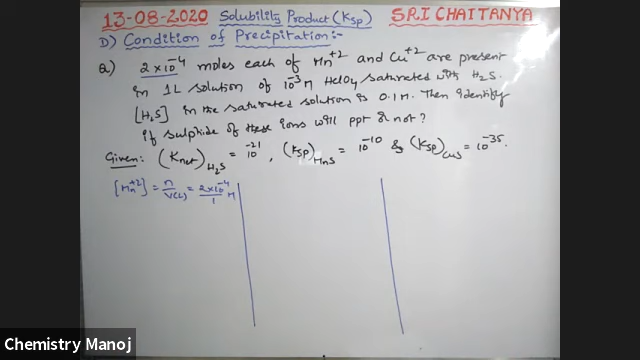 13-08-2020 Solubility Product (Ksp) SRI CHAITANYA
D) Condition of Precipitation:-
Q) 2×10⁻⁴ moles each of Mn⁺² and Cu⁺² are present
in 1L solution of 10⁻³M HClO₄ saturated with H₂S.
[H₂S] in the saturated solution is 0.1M. Then identify
if sulphide of these ions will ppt & not?
Given: (Knet)H₂S = 10⁻²¹, (Ksp)MnS = 10⁻¹⁰ & (Ksp)CuS = 10⁻³⁵.
[Mn⁺²] = n/V(L) = 2×10⁻⁴/1 M
Chemistry Manoj